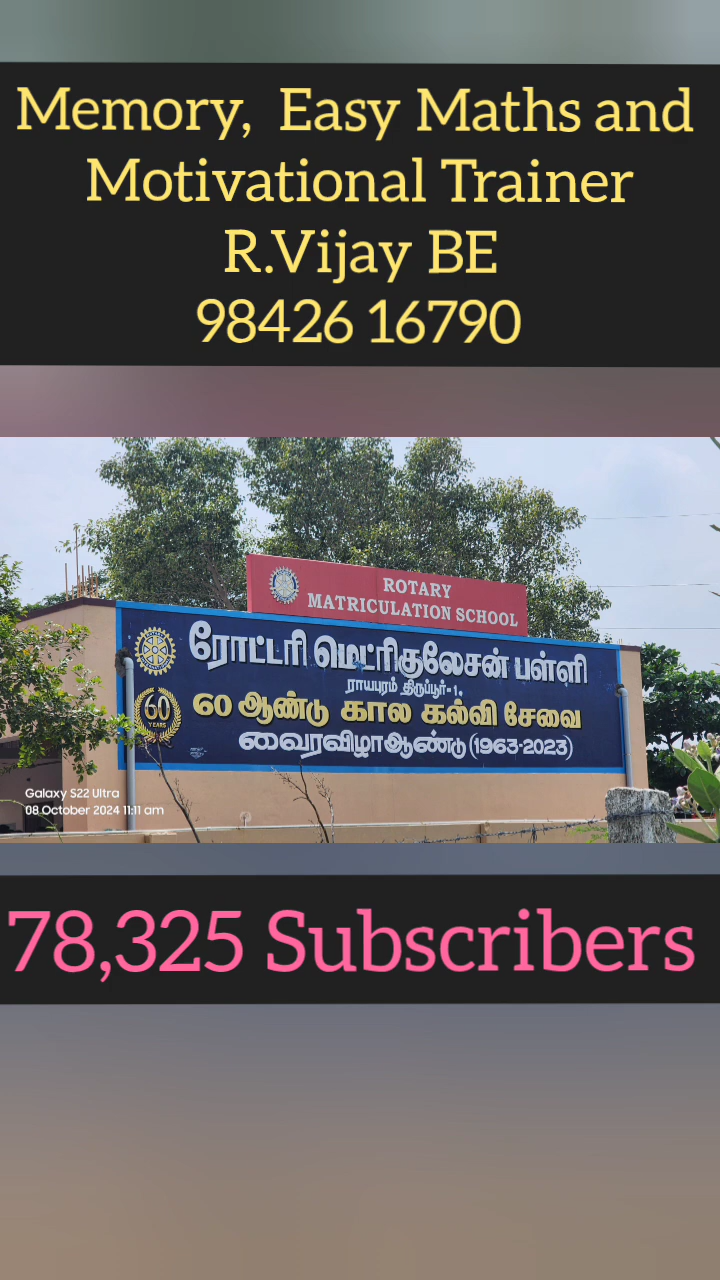 Memory, Easy Maths and
Motivational Trainer
R.Vijay BE
98426 16790
ROTARY
MATRICULATION SCHOOL
ரோட்டரி மெட்ரிகுலேசன் பள்ளி
ராயபுரம் திருப்பூர்-1.
60 YEARS
60 ஆண்டு கால கல்வி சேவை
வைரவிழாஆண்டு (1963-2023)
Galaxy S22 Ultra
08 October 2024 11:11 am
78,325 Subscribers